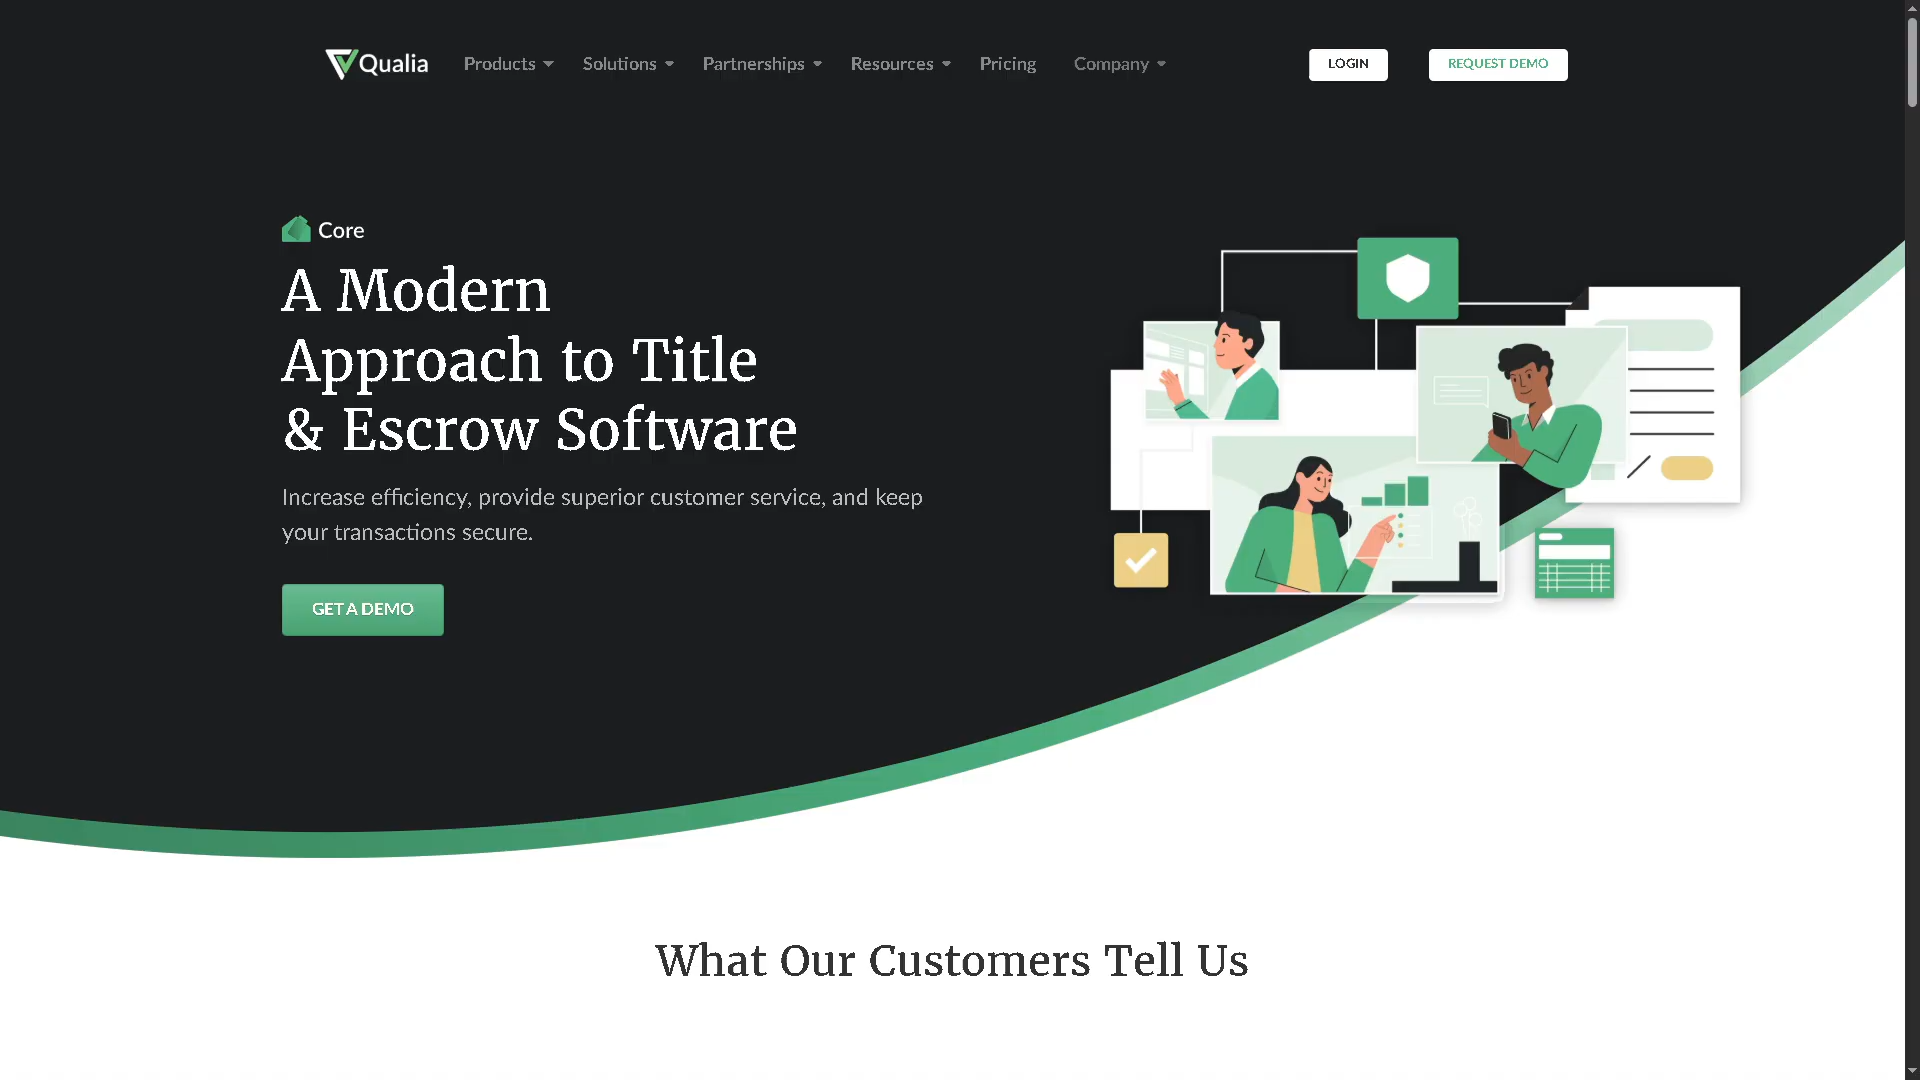 Qualia
Products
Solutions
Partnerships
Resources
Pricing
Company
LOGIN
REQUEST DEMO
Core
A Modern
Approach to Title
& Escrow Software
Increase efficiency, provide superior customer service, and keep
your transactions secure.
GET A DEMO
What Our Customers Tell Us